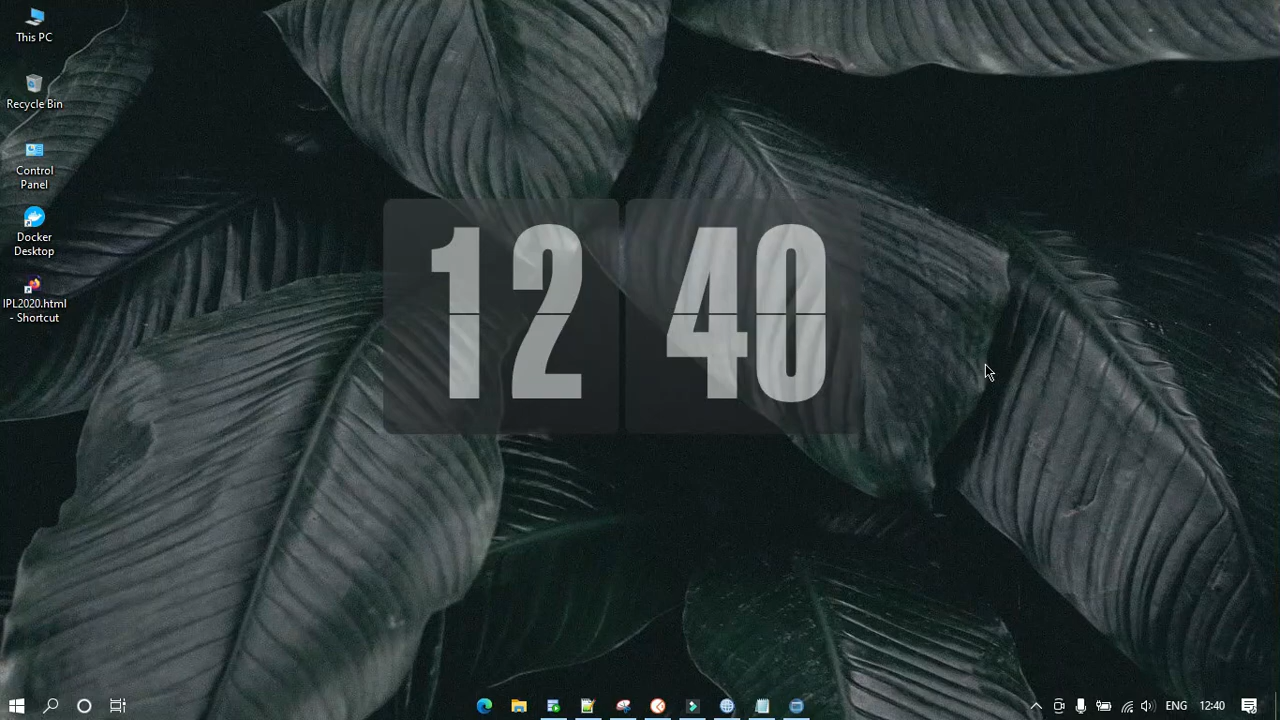 This PC
Recycle Bin
Control
Panel
Docker
Desktop
IPL2020.html
- Shortcut
12 40
ENG
12:40